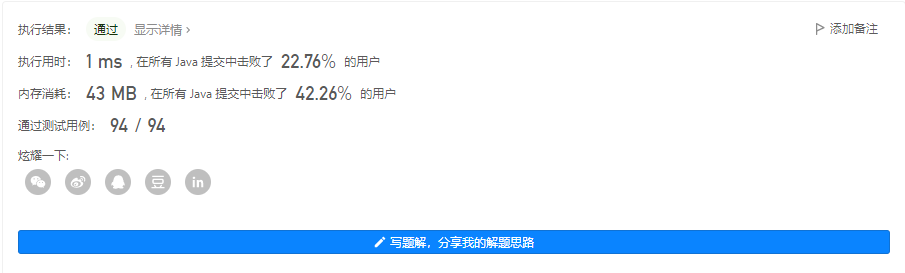 执行结果： 通过 显示详情 › 添加备注
执行用时： 1 ms , 在所有 Java 提交中击败了 22.76% 的用户
内存消耗： 43 MB , 在所有 Java 提交中击败了 42.26% 的用户
通过测试用例： 94 / 94
炫耀一下:
豆 in
写题解，分享我的解题思路